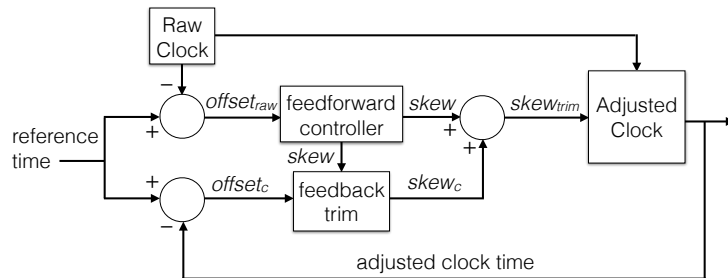 Raw
Clock
−
offset_raw
feedforward
controller
skew
skew_trim
Adjusted
Clock
+
+
+
reference
time
skew
+
offset_c
feedback
trim
skew_c
−
adjusted clock time